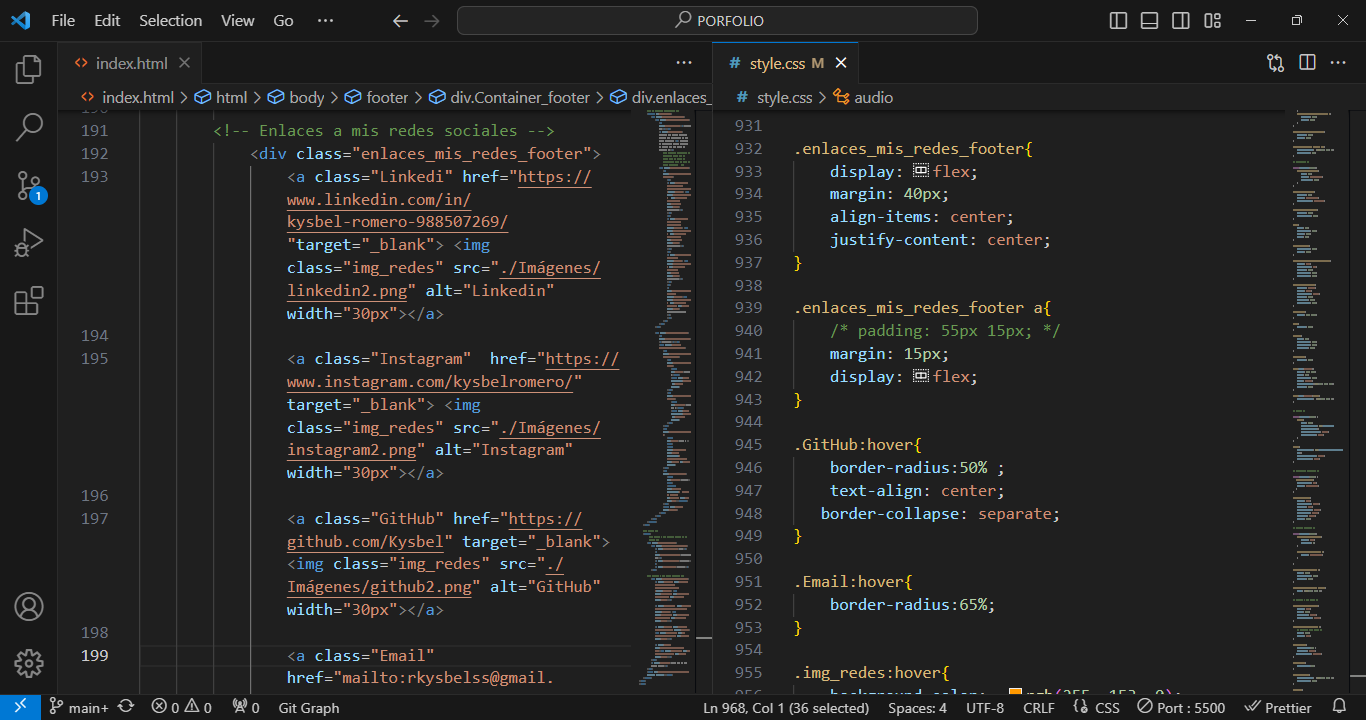 File Edit Selection View Go ··· PORFOLIO
index.html
index.html > html > body > footer > div.Container_footer > div.enlaces_
191 <!-- Enlaces a mis redes sociales -->
192 <div class="enlaces_mis_redes_footer">
193 <a class="Linkedi" href="https://
www.linkedin.com/in/
kysbel-romero-988507269/
"target="_blank"> <img
class="img_redes" src="./Imágenes/
linkedin2.png" alt="Linkedin"
width="30px"></a>
194
195 <a class="Instagram"  href="https://
www.instagram.com/kysbelromero/"
target="_blank"> <img
class="img_redes" src="./Imágenes/
instagram2.png" alt="Instagram"
width="30px"></a>
196
197 <a class="GitHub" href="https://
github.com/Kysbel" target="_blank">
<img class="img_redes" src="./
Imágenes/github2.png" alt="GitHub"
width="30px"></a>
198
199 <a class="Email"
href="mailto:rkysbelss@gmail.
style.css M
style.css > audio
931
932 .enlaces_mis_redes_footer{
933 display: flex;
934 margin: 40px;
935 align-items: center;
936 justify-content: center;
937 }
938
939 .enlaces_mis_redes_footer a{
940 /* padding: 55px 15px; */
941 margin: 15px;
942 display: flex;
943 }
944
945 .GitHub:hover{
946 border-radius:50% ;
947 text-align: center;
948 border-collapse: separate;
949 }
950
951 .Email:hover{
952 border-radius:65%;
953 }
954
955 .img_redes:hover{
1
main+ 0 0 0 Git Graph Ln 968, Col 1 (36 selected) Spaces: 4 UTF-8 CRLF CSS Port : 5500 Prettier